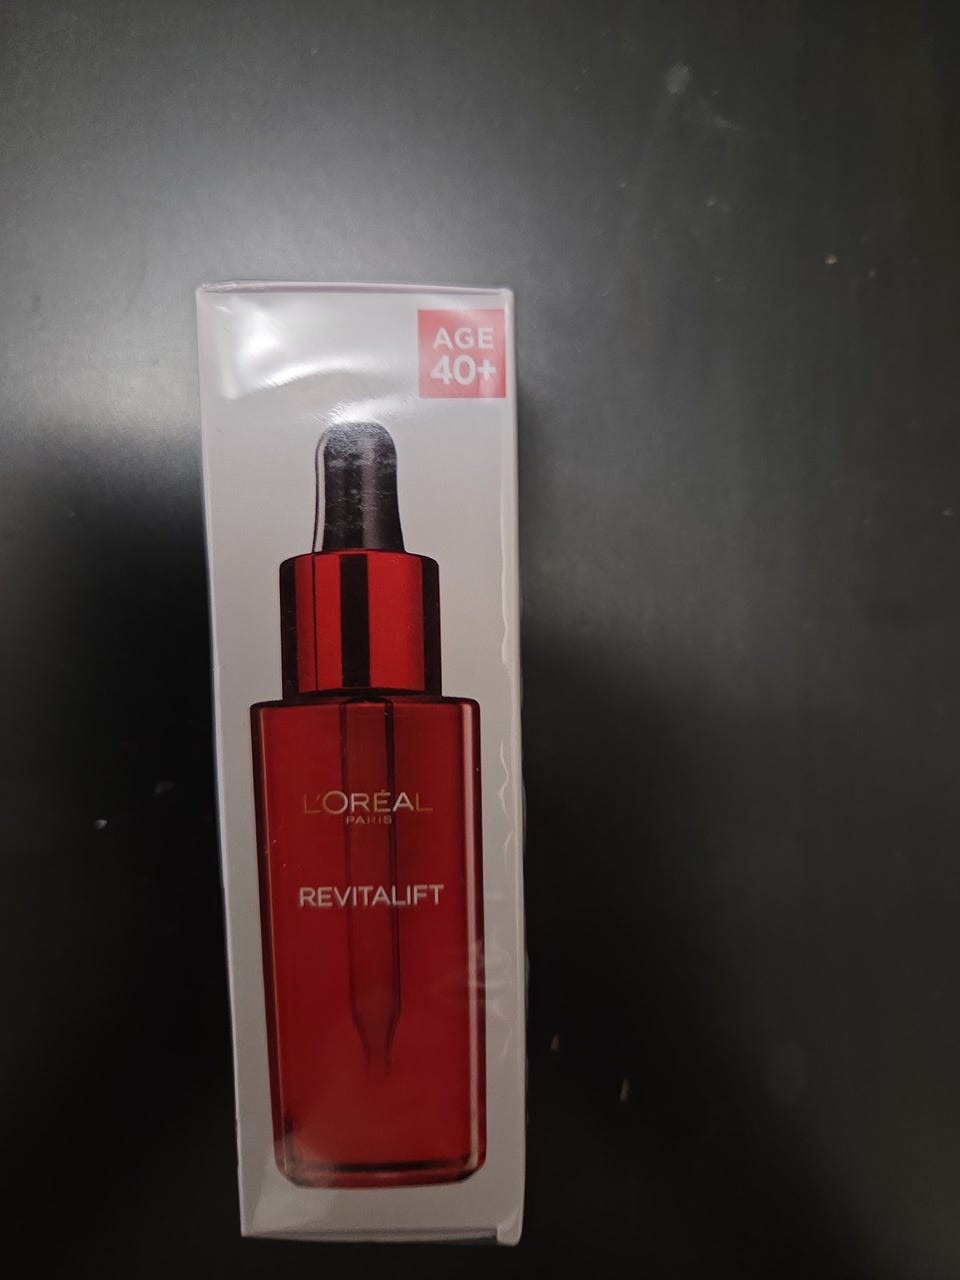 AGE
40+
L'ORÉAL
PARIS
REVITALIFT